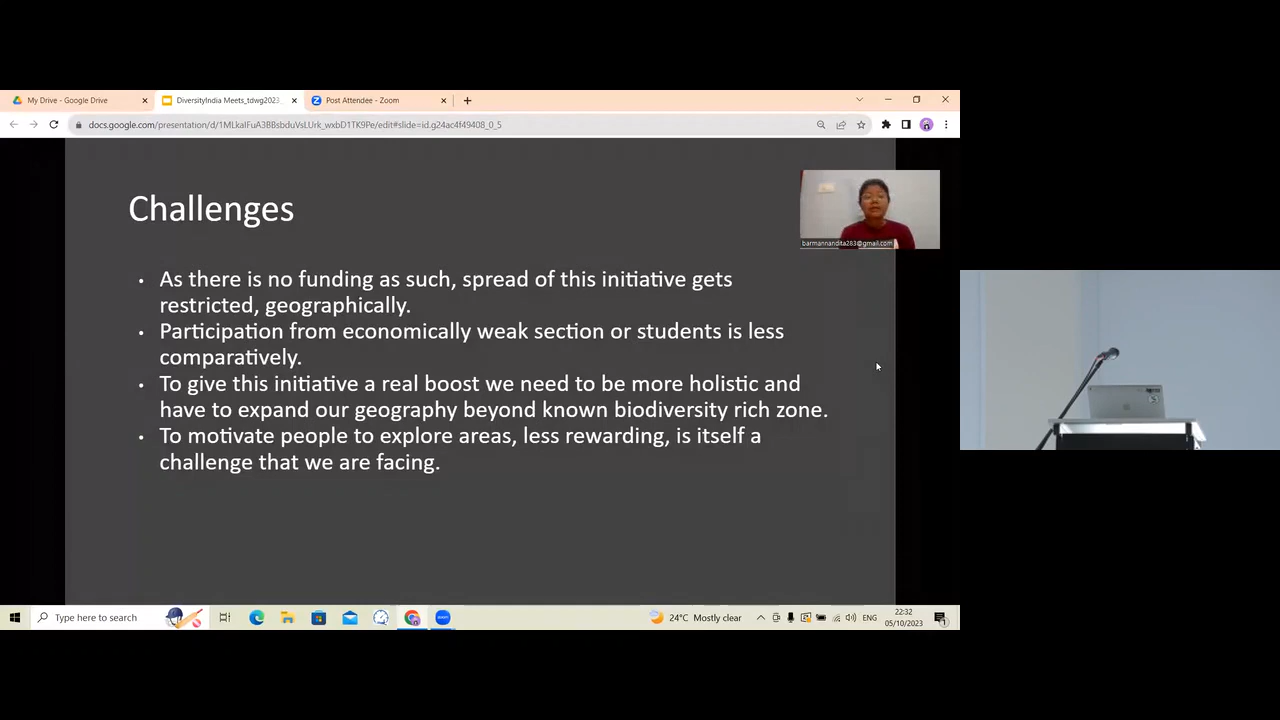 My Drive - Google Drive
DiversityIndia Meets_tdwg2023
Post Attendee - Zoom
docs.google.com/presentation/d/1MLkaIFuA3BBsbduVsLUrk_wxbD1TK9Pe/edit#slide=id.g24ac4f49408_0_5
Challenges
barmannandita283@gmail.com
• As there is no funding as such, spread of this initiative gets
restricted, geographically.
• Participation from economically weak section or students is less
comparatively.
• To give this initiative a real boost we need to be more holistic and
have to expand our geography beyond known biodiversity rich zone.
• To motivate people to explore areas, less rewarding, is itself a
challenge that we are facing.
Type here to search
24°C Mostly clear
ENG
22:32
05/10/2023